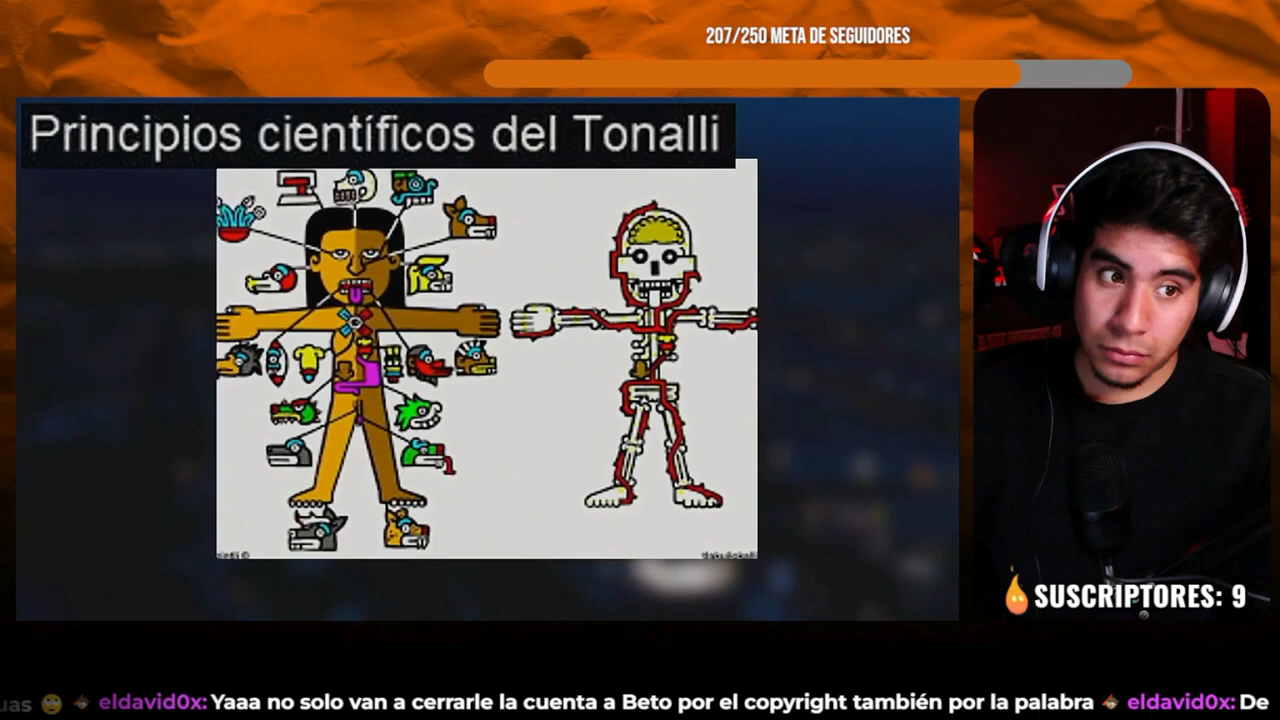 207/250 META DE SEGUIDORES
Principios científicos del Tonalli
SUSCRIPTORES: 9
uas 🙄 eldavid0x: Yaaa no solo van a cerrarle la cuenta a Beto por el copyright también por la palabra eldavid0x: De